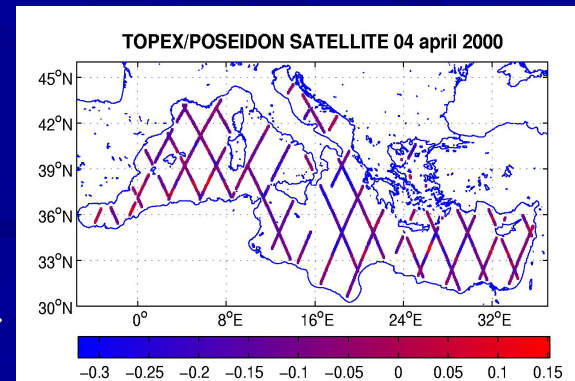 TOPEX/POSEIDON SATELLITE 04 april 2000
45°N
42°N
39°N
36°N
33°N
30°N
0° 8°E 16°E 24°E 32°E
−0.3 −0.25 −0.2 −0.15 −0.1 −0.05 0 0.05 0.1 0.15